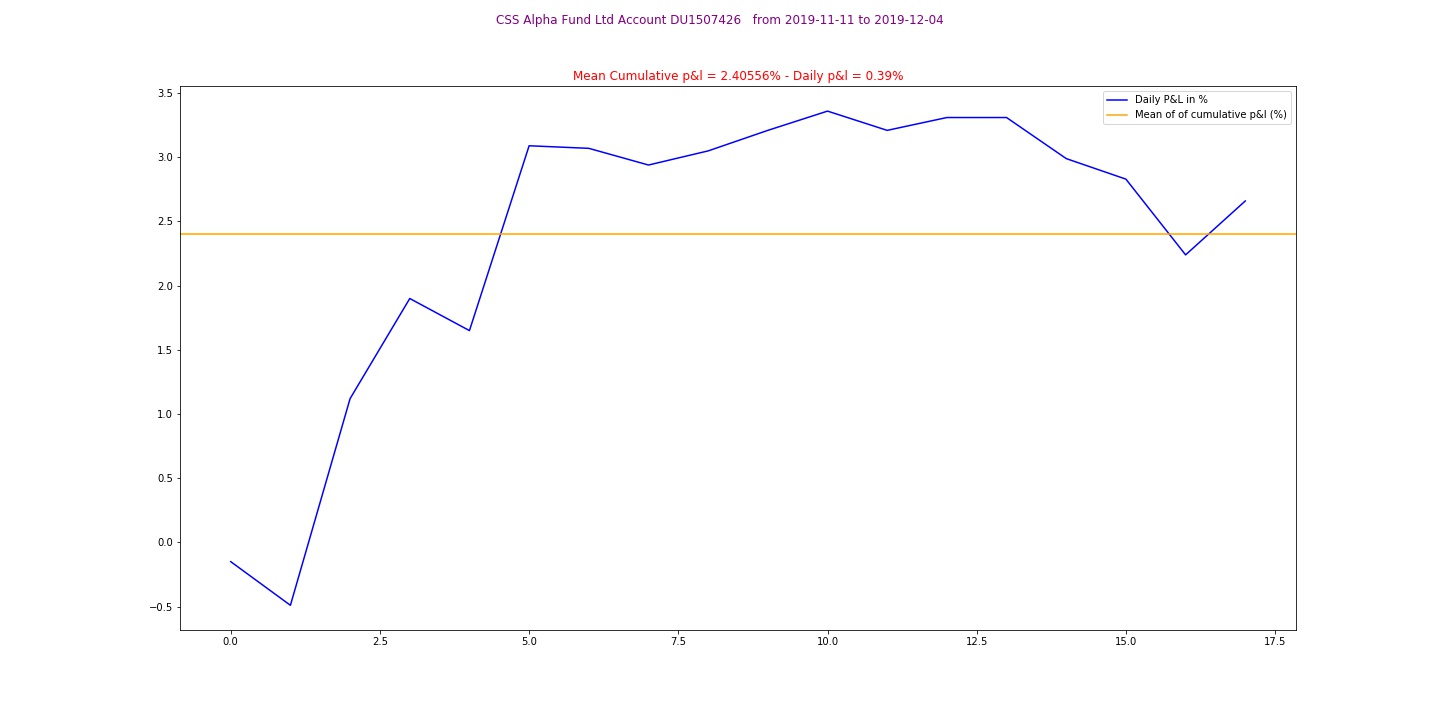 CSS Alpha Fund Ltd Account DU1507426   from 2019-11-11 to 2019-12-04
Mean Cumulative p&l = 2.40556% - Daily p&l = 0.39%
Daily P&L in %
Mean of of cumulative p&l (%)
3.5
3.0
2.5
2.0
1.5
1.0
0.5
0.0
−0.5
0.0 2.5 5.0 7.5 10.0 12.5 15.0 17.5